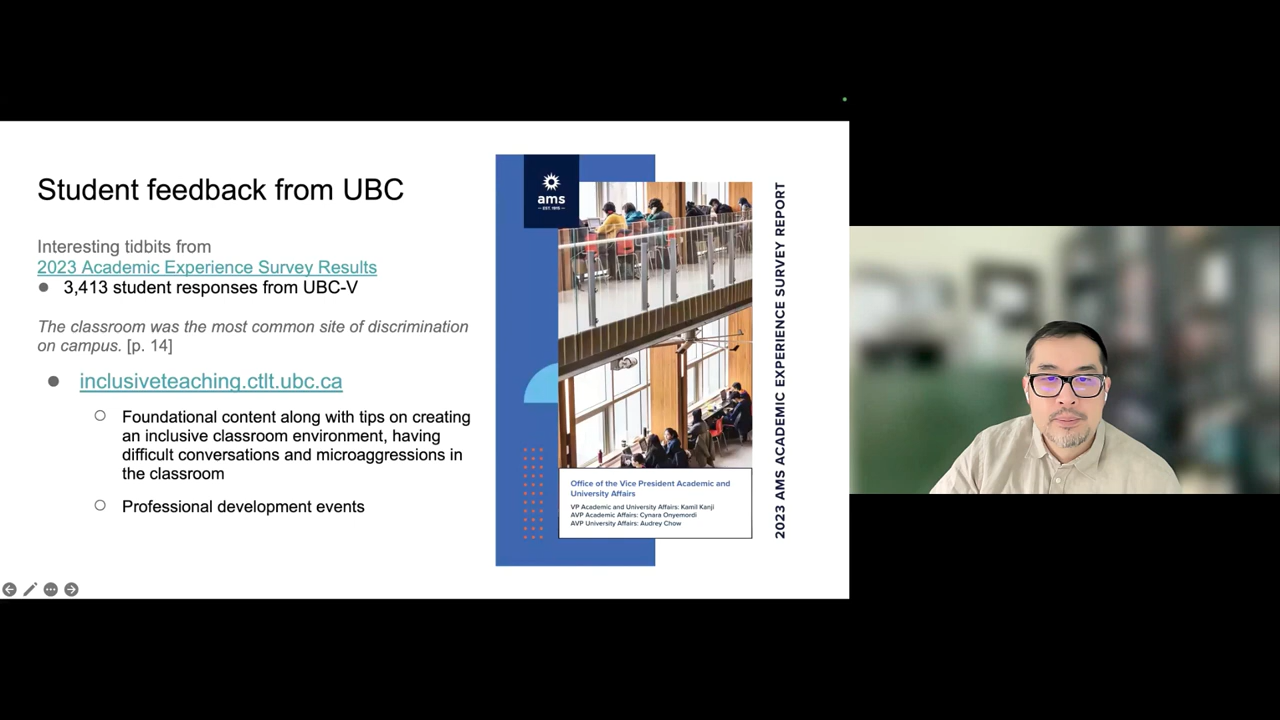 Student feedback from UBC
Interesting tidbits from
2023 Academic Experience Survey Results
● 3,413 student responses from UBC-V
The classroom was the most common site of discrimination
on campus. [p. 14]
● inclusiveteaching.ctlt.ubc.ca
○ Foundational content along with tips on creating
an inclusive classroom environment, having
difficult conversations and microaggressions in
the classroom
○ Professional development events
ams
EST. 1915
Office of the Vice President Academic and
University Affairs
VP Academic and University Affairs: Kamil Kanji
AVP Academic Affairs: Cynara Onyemordi
AVP University Affairs: Audrey Chow
2023 AMS ACADEMIC EXPERIENCE SURVEY REPORT